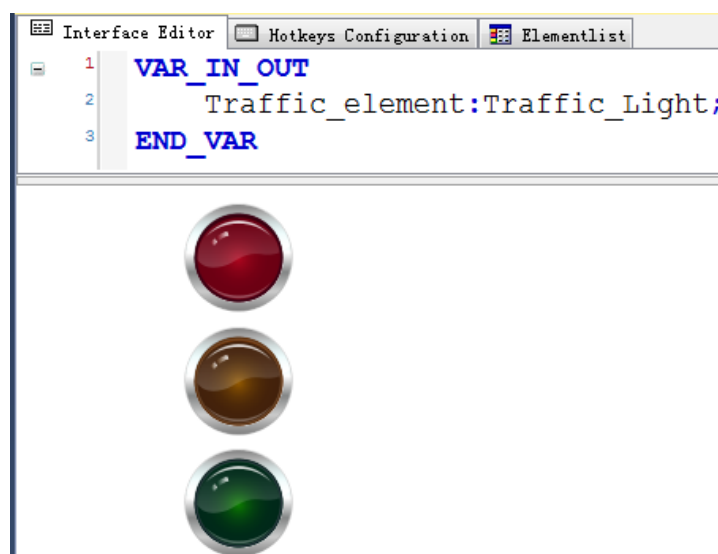 Interface Editor Hotkeys Configuration Elementlist
1 VAR_IN_OUT
2 Traffic_element:Traffic_Light;
3 END_VAR